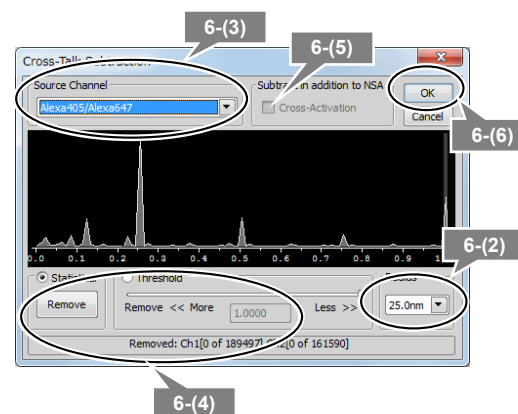 6-(3)
6-(5)
Cross-Talk Subtraction
Source Channel
Subtract in addition to NSA
Alexa405/Alexa647
Cross-Activation
OK
Cancel
6-(6)
0.0 0.1 0.2 0.3 0.4 0.5 0.6 0.7 0.8 0.9
6-(2)
Threshold
Radius
Remove
Remove << More
1.0000
Less >>
25.0nm
Removed: Ch1[0 of 189497] Ch2[0 of 161590]
6-(4)